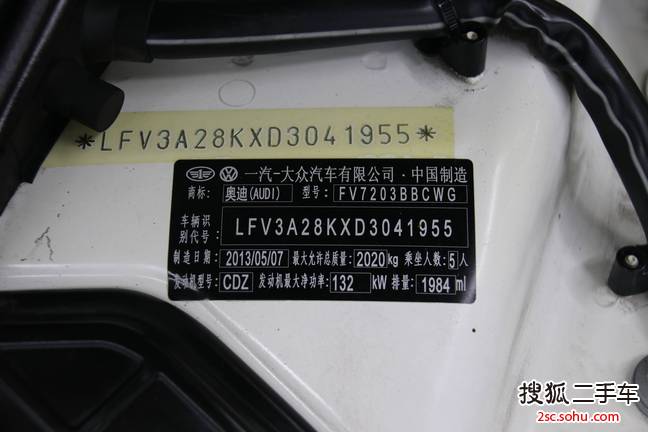 *LFV3A28KXD3041955*
一汽-大众汽车有限公司·中国制造
商标: 奥迪(AUDI) 型号: FV7203BBCWG
车辆识别代号: LFV3A28KXD3041955
制造日期: 2013/05/07 最大允许总质量: 2020kg 乘坐人数: 5人
发动机型号: CDZ 发动机最大净功率: 132 kW 排量: 1984 ml
搜狐二手车
2sc.sohu.com